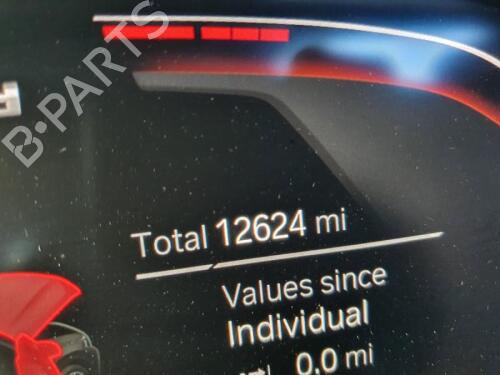 B-PARTS
Total 12624 mi
Values since
Individual
0.0 mi